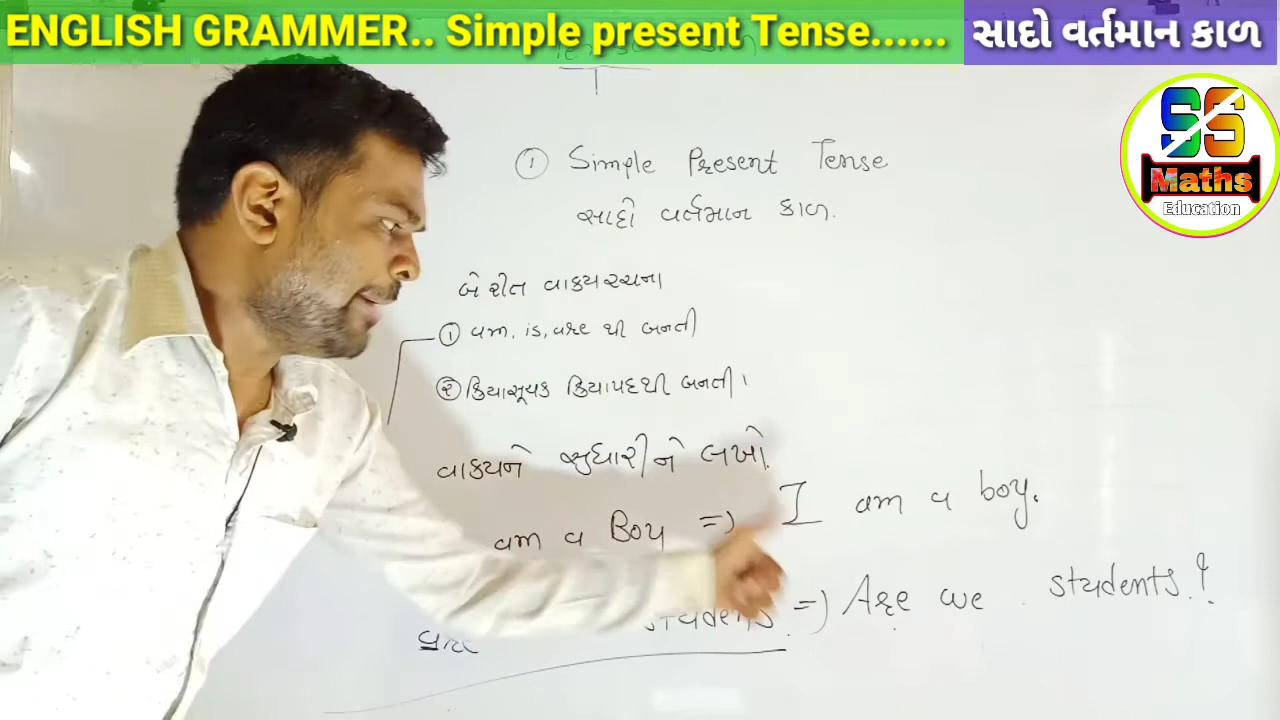 ENGLISH GRAMMER.. Simple present Tense......
સાદો વર્તમાન કાળ
SS
Maths
Education
① Simple Present Tense
સાદો વર્તમાન કાળ.
બે રીત વાક્યરચના
① am, is, are થી બનતી
② ક્રિયાસૂચક ક્રિયાપદથી બનતી।
વાક્યને સુધારીને લખો.
am a Boy => I am a boy.
are students. => Are we students.?